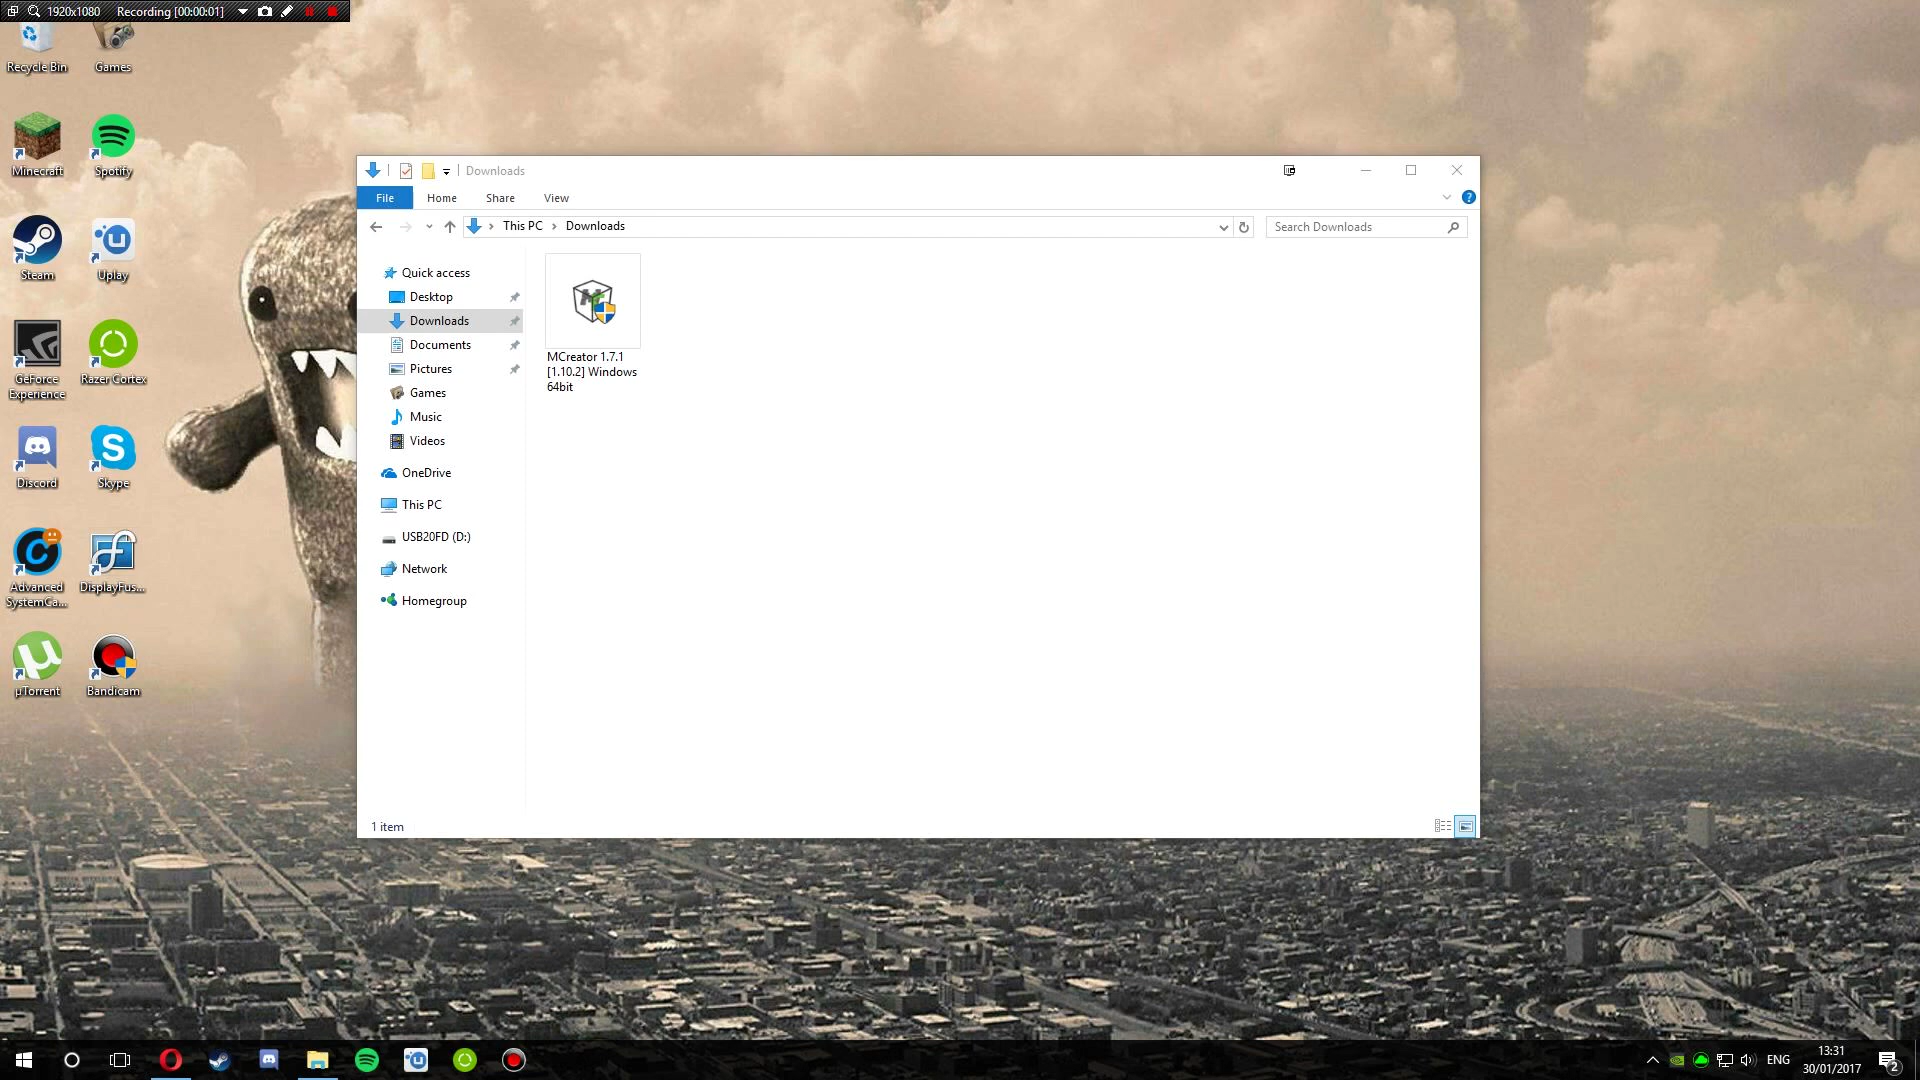 1920x1080 Recording [00:00:01]
Recycle Bin
Games
Minecraft
Spotify
Steam
Uplay
GeForce
Experience
Razer Cortex
Discord
Skype
Advanced
SystemCa...
DisplayFus...
µTorrent
Bandicam
Downloads
File Home Share View
This PC Downloads
Search Downloads
Quick access
Desktop
Downloads
Documents
Pictures
Games
Music
Videos
OneDrive
This PC
USB20FD (D:)
Network
Homegroup
MCreator 1.7.1
[1.10.2] Windows
64bit
1 item
ENG
13:31
30/01/2017
2